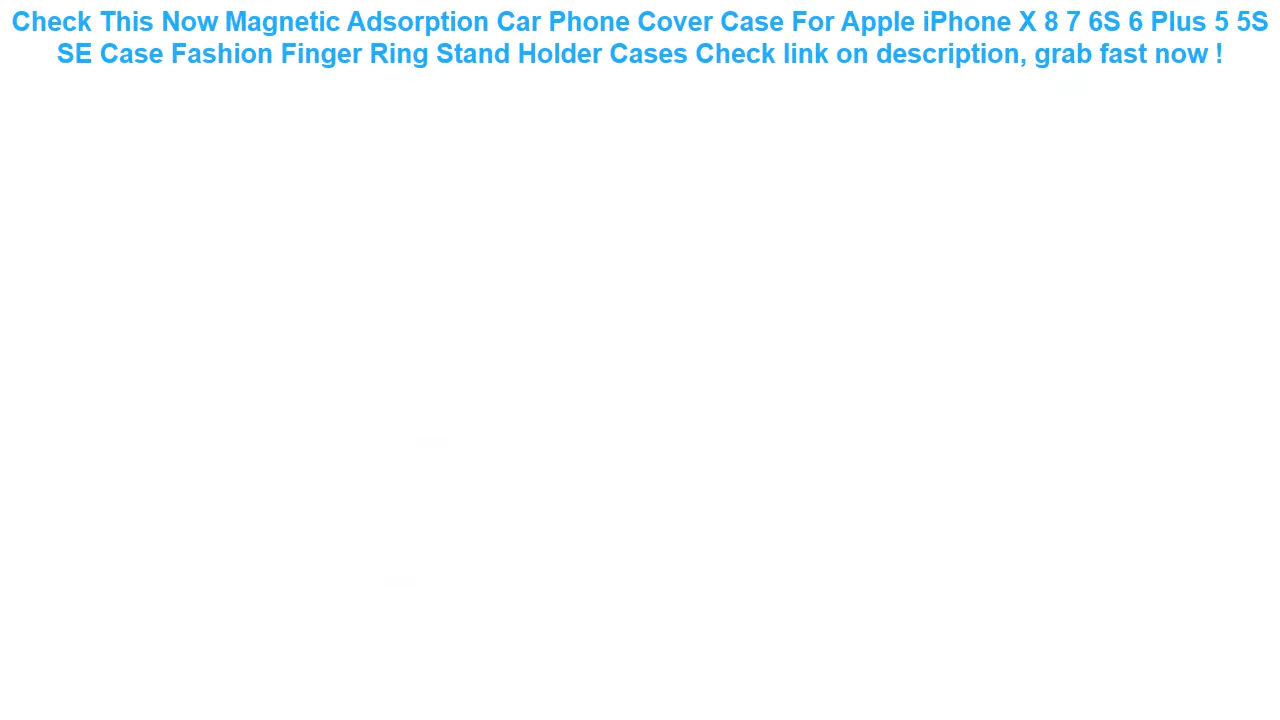 Check This Now Magnetic Adsorption Car Phone Cover Case For Apple iPhone X 8 7 6S 6 Plus 5 5S
SE Case Fashion Finger Ring Stand Holder Cases Check link on description, grab fast now !